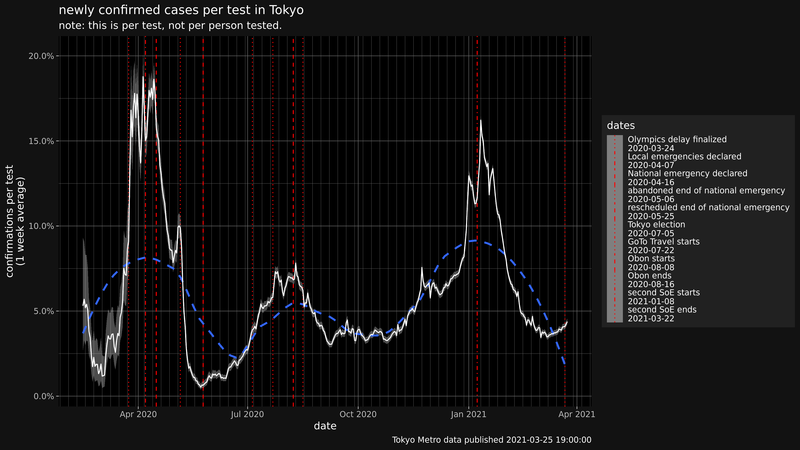 newly confirmed cases per test in Tokyo
note: this is per test, not per person tested.
confirmations per test
(1 week average)
20.0%
15.0%
10.0%
5.0%
0.0%
Apr 2020
Jul 2020
Oct 2020
Jan 2021
Apr 2021
date
dates
Olympics delay finalized
2020-03-24
Local emergencies declared
2020-04-07
National emergency declared
2020-04-16
abandoned end of national emergency
2020-05-06
rescheduled end of national emergency
2020-05-25
Tokyo election
2020-07-05
GoTo Travel starts
2020-07-22
Obon starts
2020-08-08
Obon ends
2020-08-16
second SoE starts
2021-01-08
second SoE ends
2021-03-22
Tokyo Metro data published 2021-03-25 19:00:00